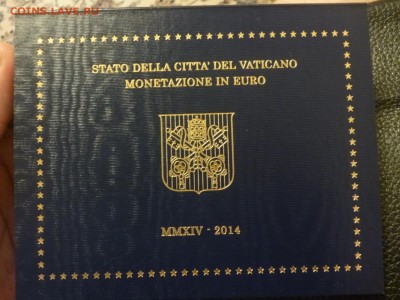 COINS.LAVE.RU
STATO DELLA CITTA' DEL VATICANO
MONETAZIONE IN EURO
MMXIV - 2014